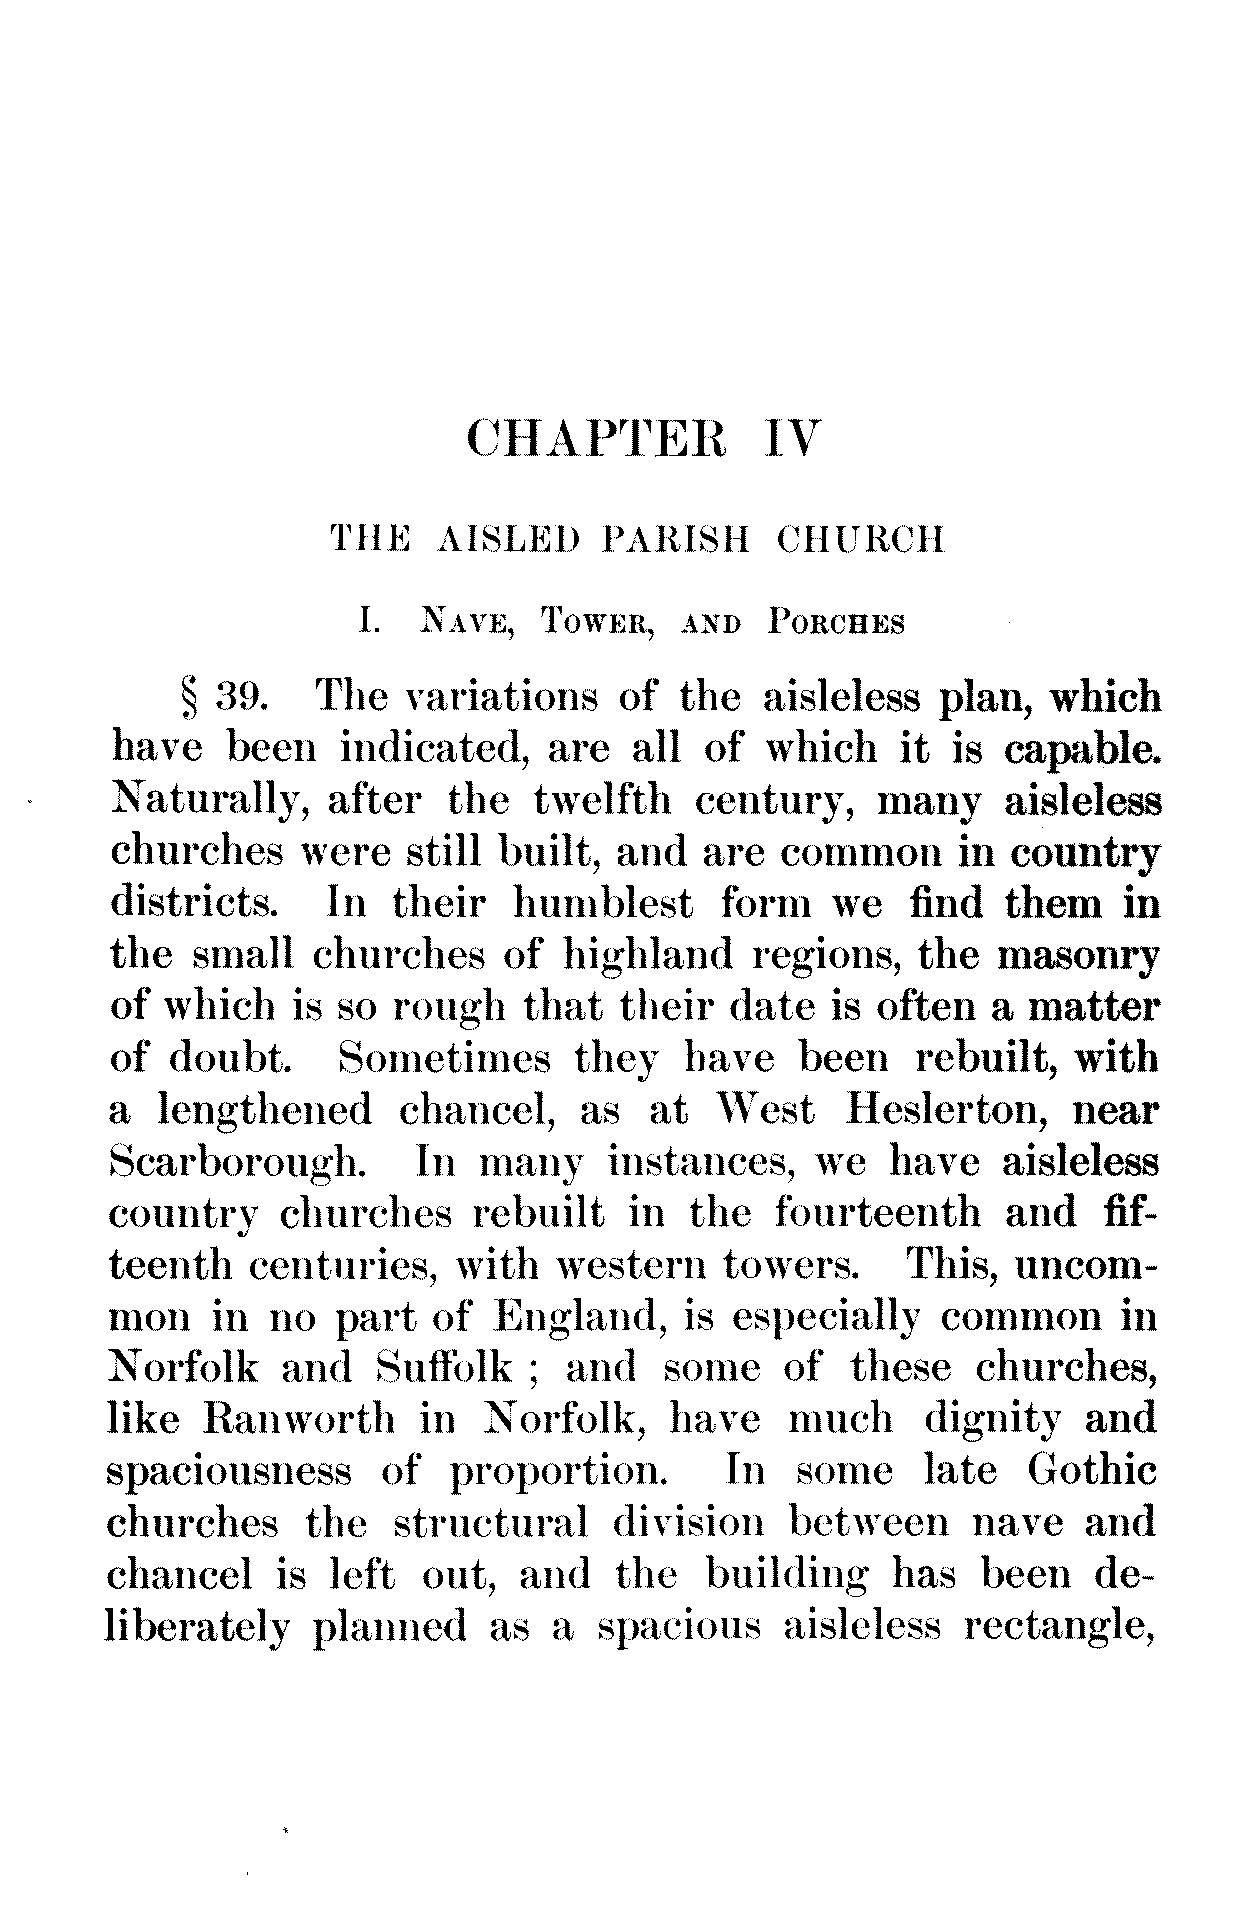 CHAPTER IV
THE AISLED PARISH CHURCH
I. NAVE, TOWER, AND PORCHES
§ 39. The variations of the aisleless plan, which
have been indicated, are all of which it is capable.
Naturally, after the twelfth century, many aisleless
churches were still built, and are common in country
districts. In their humblest form we find them in
the small churches of highland regions, the masonry
of which is so rough that their date is often a matter
of doubt. Sometimes they have been rebuilt, with
a lengthened chancel, as at West Heslerton, near
Scarborough. In many instances, we have aisleless
country churches rebuilt in the fourteenth and fif-
teenth centuries, with western towers. This, uncom-
mon in no part of England, is especially common in
Norfolk and Suffolk ; and some of these churches,
like Ranworth in Norfolk, have much dignity and
spaciousness of proportion. In some late Gothic
churches the structural division between nave and
chancel is left out, and the building has been de-
liberately planned as a spacious aisleless rectangle,